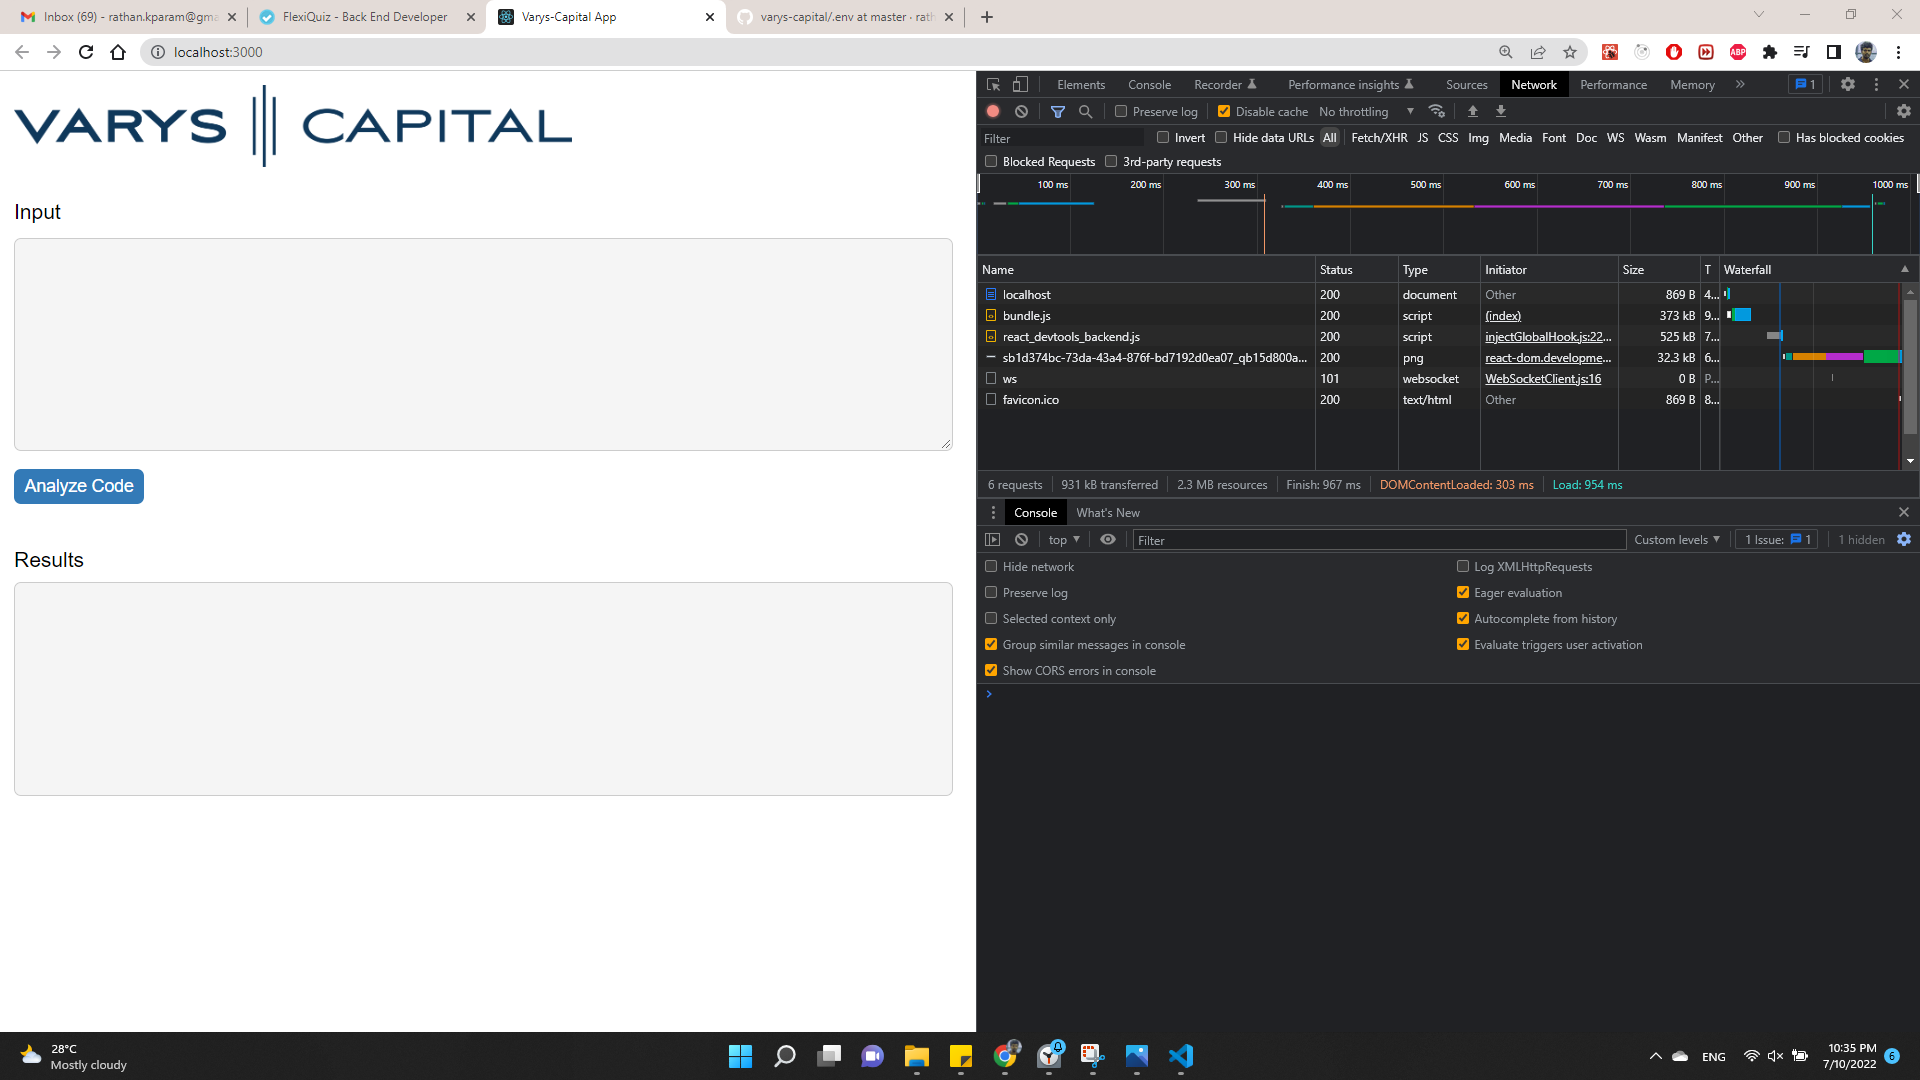 Inbox (69) - rathan.kparam@gma
FlexiQuiz - Back End Developer
Varys-Capital App
varys-capital/.env at master · rath
localhost:3000
VARYS CAPITAL
Input
Analyze Code
Results
Elements Console Recorder Performance insights Sources Network Performance Memory 1
Preserve log Disable cache No throttling
Filter Invert Hide data URLs All Fetch/XHR JS CSS Img Media Font Doc WS Wasm Manifest Other Has blocked cookies
Blocked Requests 3rd-party requests
100 ms 200 ms 300 ms 400 ms 500 ms 600 ms 700 ms 800 ms 900 ms 1000 ms
Name Status Type Initiator Size T Waterfall
localhost 200 document Other 869 B 4...
bundle.js 200 script (index) 373 kB 9...
react_devtools_backend.js 200 script injectGlobalHook.js:22... 525 kB 7...
sb1d374bc-73da-43a4-876f-bd7192d0ea07_qb15d800a... 200 png react-dom.developme... 32.3 kB 6...
ws 101 websocket WebSocketClient.js:16 0 B P...
favicon.ico 200 text/html Other 869 B 8...
6 requests 931 kB transferred 2.3 MB resources Finish: 967 ms DOMContentLoaded: 303 ms Load: 954 ms
Console What's New
top Filter Custom levels 1 Issue: 1 1 hidden
Hide network Log XMLHttpRequests
Preserve log Eager evaluation
Selected context only Autocomplete from history
Group similar messages in console Evaluate triggers user activation
Show CORS errors in console
28°C
Mostly cloudy
ENG
10:35 PM
7/10/2022
6